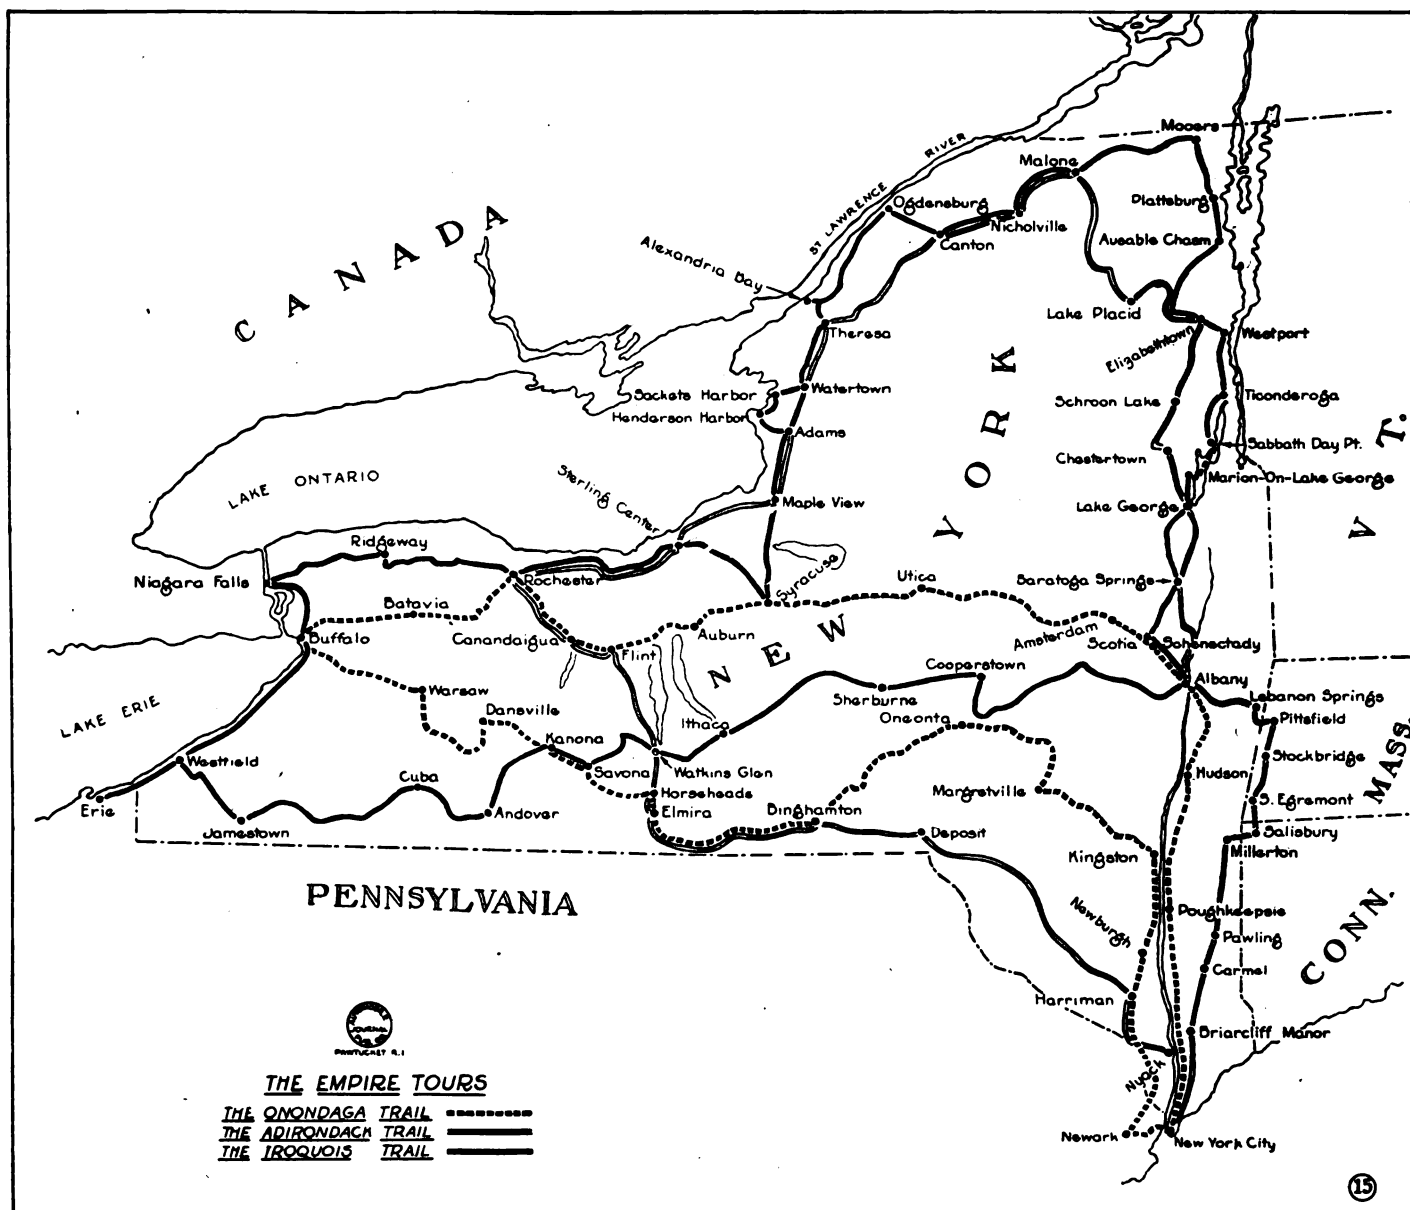 CANADA
ST LAWRENCE RIVER
Mooers
Malone
Plattsburg
Ogdensburg
Nicholville
Canton
Ausable Chasm
Alexandria Bay
Lake Placid
Theresa
Elizabethtown
Westport
YORK
Sackets Harbor
Watertown
Henderson Harbor
Adams
Schroon Lake
Ticonderoga
VT.
Sabbath Day Pt.
Chestertown
Marion-On-Lake George
LAKE ONTARIO
Sterling Center
Maple View
Lake George
Ridgeway
Niagara Falls
Rochester
Syracuse
Utica
Saratoga Springs
Batavia
Buffalo
Canandaigua
Flint
Auburn
NEW
Amsterdam
Scotia
Schenectady
Cooperstown
Albany
LAKE ERIE
Warsaw
Dansville
Sherburne
Lebanon Springs
Ithaca
Oneonta
Pittsfield
Kanona
Westfield
Savona
Watkins Glen
Stockbridge
MASS.
Cuba
Horseheads
Margretville
Hudson
S. Egremont
Erie
Andover
Elmira
Binghamton
Jamestown
Deposit
Salisbury
Kingston
Millerton
PENNSYLVANIA
Newburgh
Poughkeepsie
Pawling
CONN.
Carmel
Harriman
Briarcliff Manor
Nyack
Newark
New York City
AUTOMOBILE
JOURNAL
PUB. CO.
PAWTUCKET R.I
THE EMPIRE TOURS
THE ONONDAGA TRAIL
THE ADIRONDACK TRAIL
THE IROQUOIS TRAIL
15